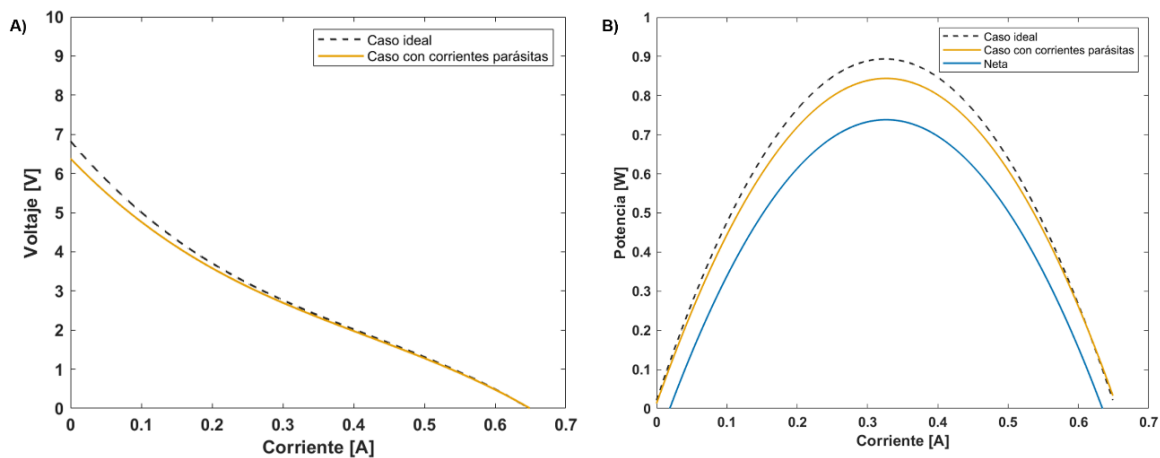 A)
10
9
8
7
6
5
4
3
2
1
0
Voltaje [V]
Caso ideal
Caso con corrientes parásitas
0 0.1 0.2 0.3 0.4 0.5 0.6 0.7
Corriente [A]
B)
1
0.9
0.8
0.7
0.6
0.5
0.4
0.3
0.2
0.1
0
Potencia [W]
Caso ideal
Caso con corrientes parásitas
Neta
0 0.1 0.2 0.3 0.4 0.5 0.6 0.7
Corriente [A]